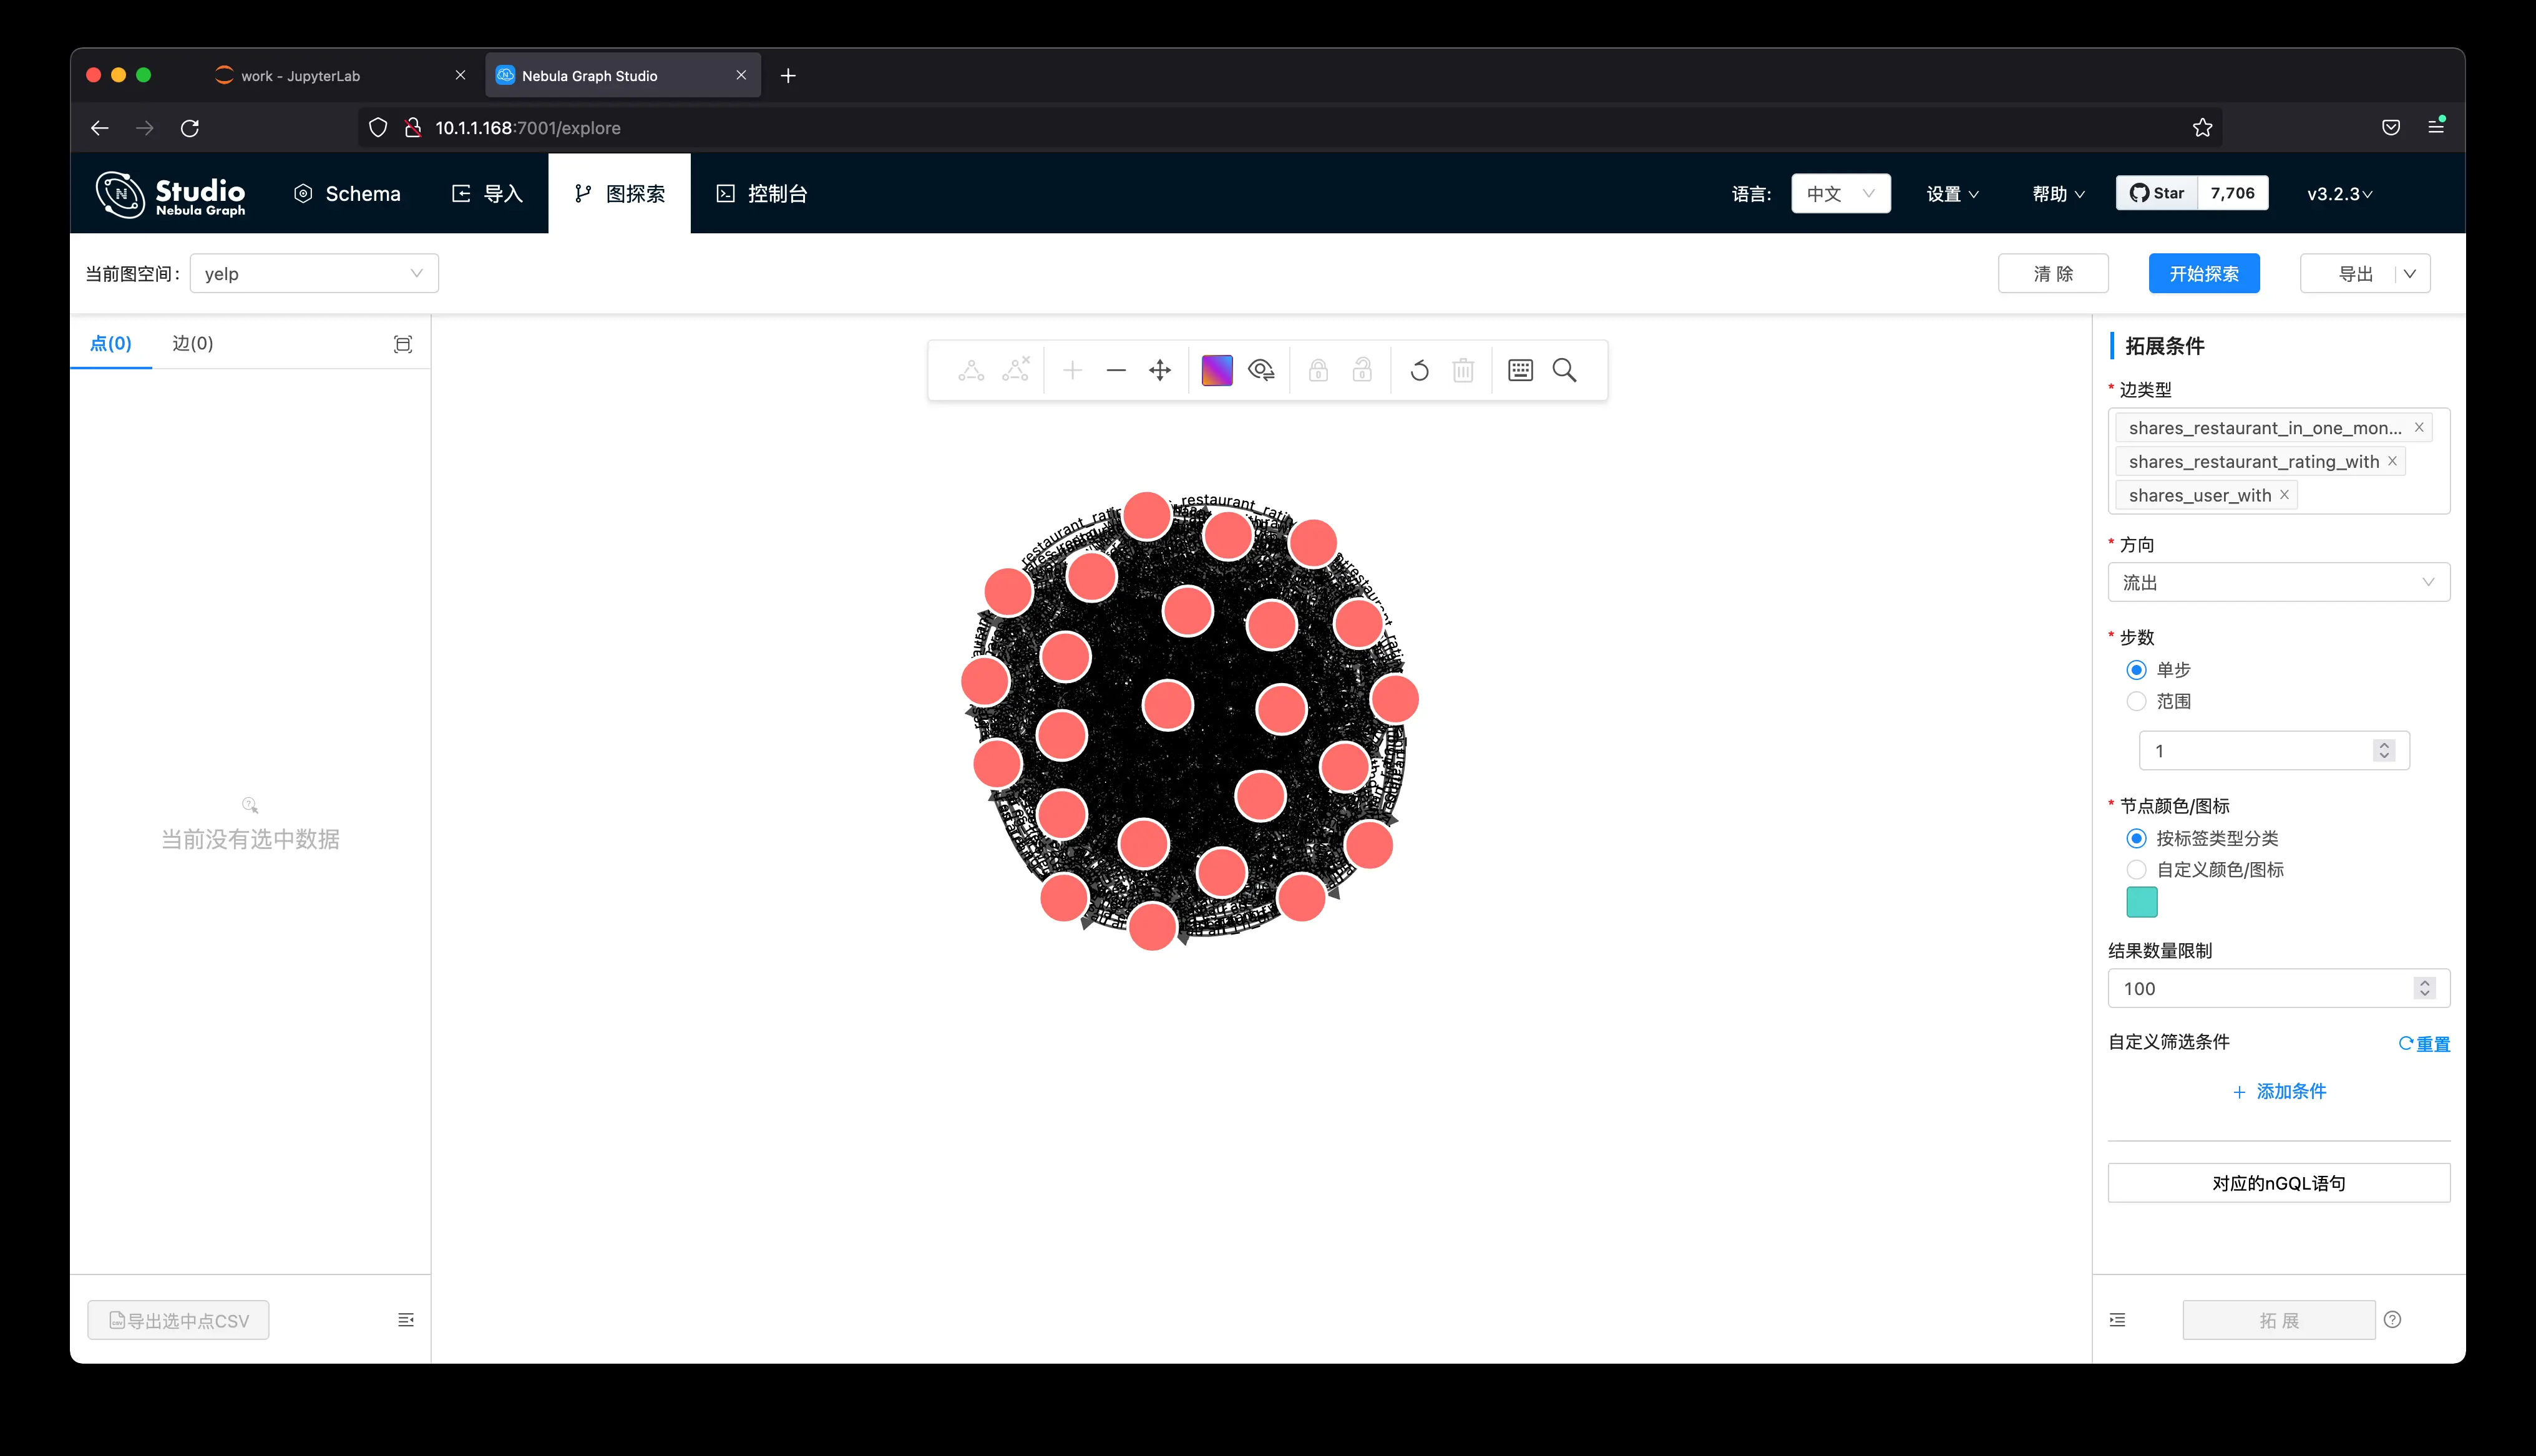 work - JupyterLab
Nebula Graph Studio
10.1.1.168:7001/explore
Studio
Nebula Graph
Schema
导入
图探索
控制台
语言:
中文
设置
帮助
Star
7,706
v3.2.3
当前图空间:
yelp
清 除
开始探索
导出
点(0)
边(0)
当前没有选中数据
导出选中点CSV
_restaurant_rating
restaurant_rati
拓展条件
* 边类型
shares_restaurant_in_one_mon...
shares_restaurant_rating_with
shares_user_with
* 方向
流出
* 步数
单步
范围
1
* 节点颜色/图标
按标签类型分类
自定义颜色/图标
结果数量限制
100
自定义筛选条件
重置
+ 添加条件
对应的nGQL语句
拓 展